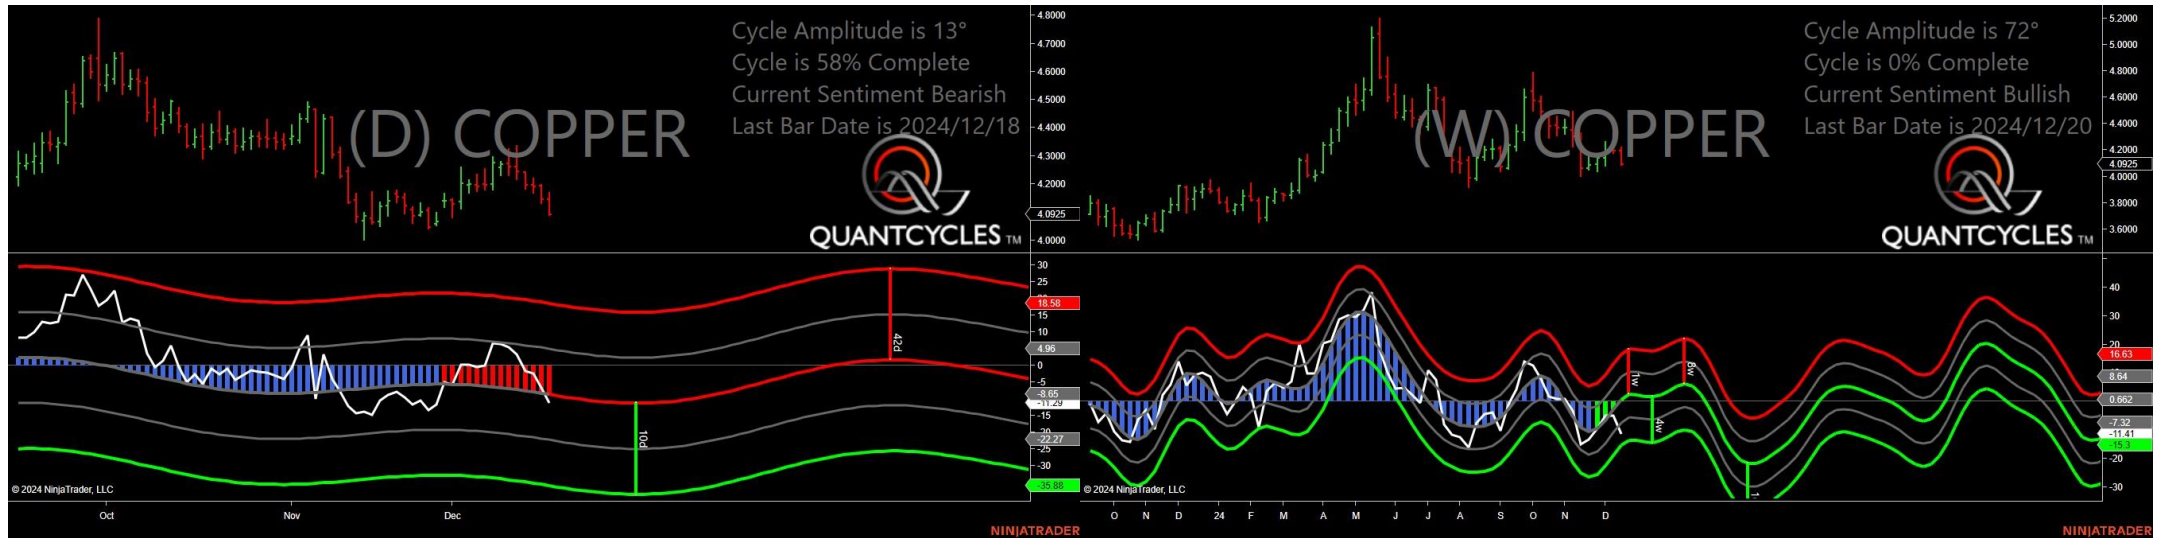 Cycle Amplitude is 13°
Cycle is 58% Complete
Current Sentiment Bearish
Last Bar Date is 2024/12/18
(D) COPPER
QUANTCYCLES TM
4.8000
4.7000
4.6000
4.5000
4.4000
4.3000
4.2000
4.0925
4.0000
30
25
18.58
15
10
4.96
0
-5
-8.65
-11.29
-15
-22.27
-25
-30
-35.88
42d
10d
© 2024 NinjaTrader, LLC
Oct Nov Dec
NINJATRADER
Cycle Amplitude is 72°
Cycle is 0% Complete
Current Sentiment Bullish
Last Bar Date is 2024/12/20
(W) COPPER
QUANTCYCLES TM
5.2000
5.0000
4.8000
4.6000
4.4000
4.2000
4.0925
4.0000
3.8000
3.6000
40
30
20
16.63
8.64
0.662
-7.32
-11.41
-15.3
-20
-30
1w
8w
4w
© 2024 NinjaTrader, LLC
O N D 24 F M A M J J A S O N D
NINJATRADER